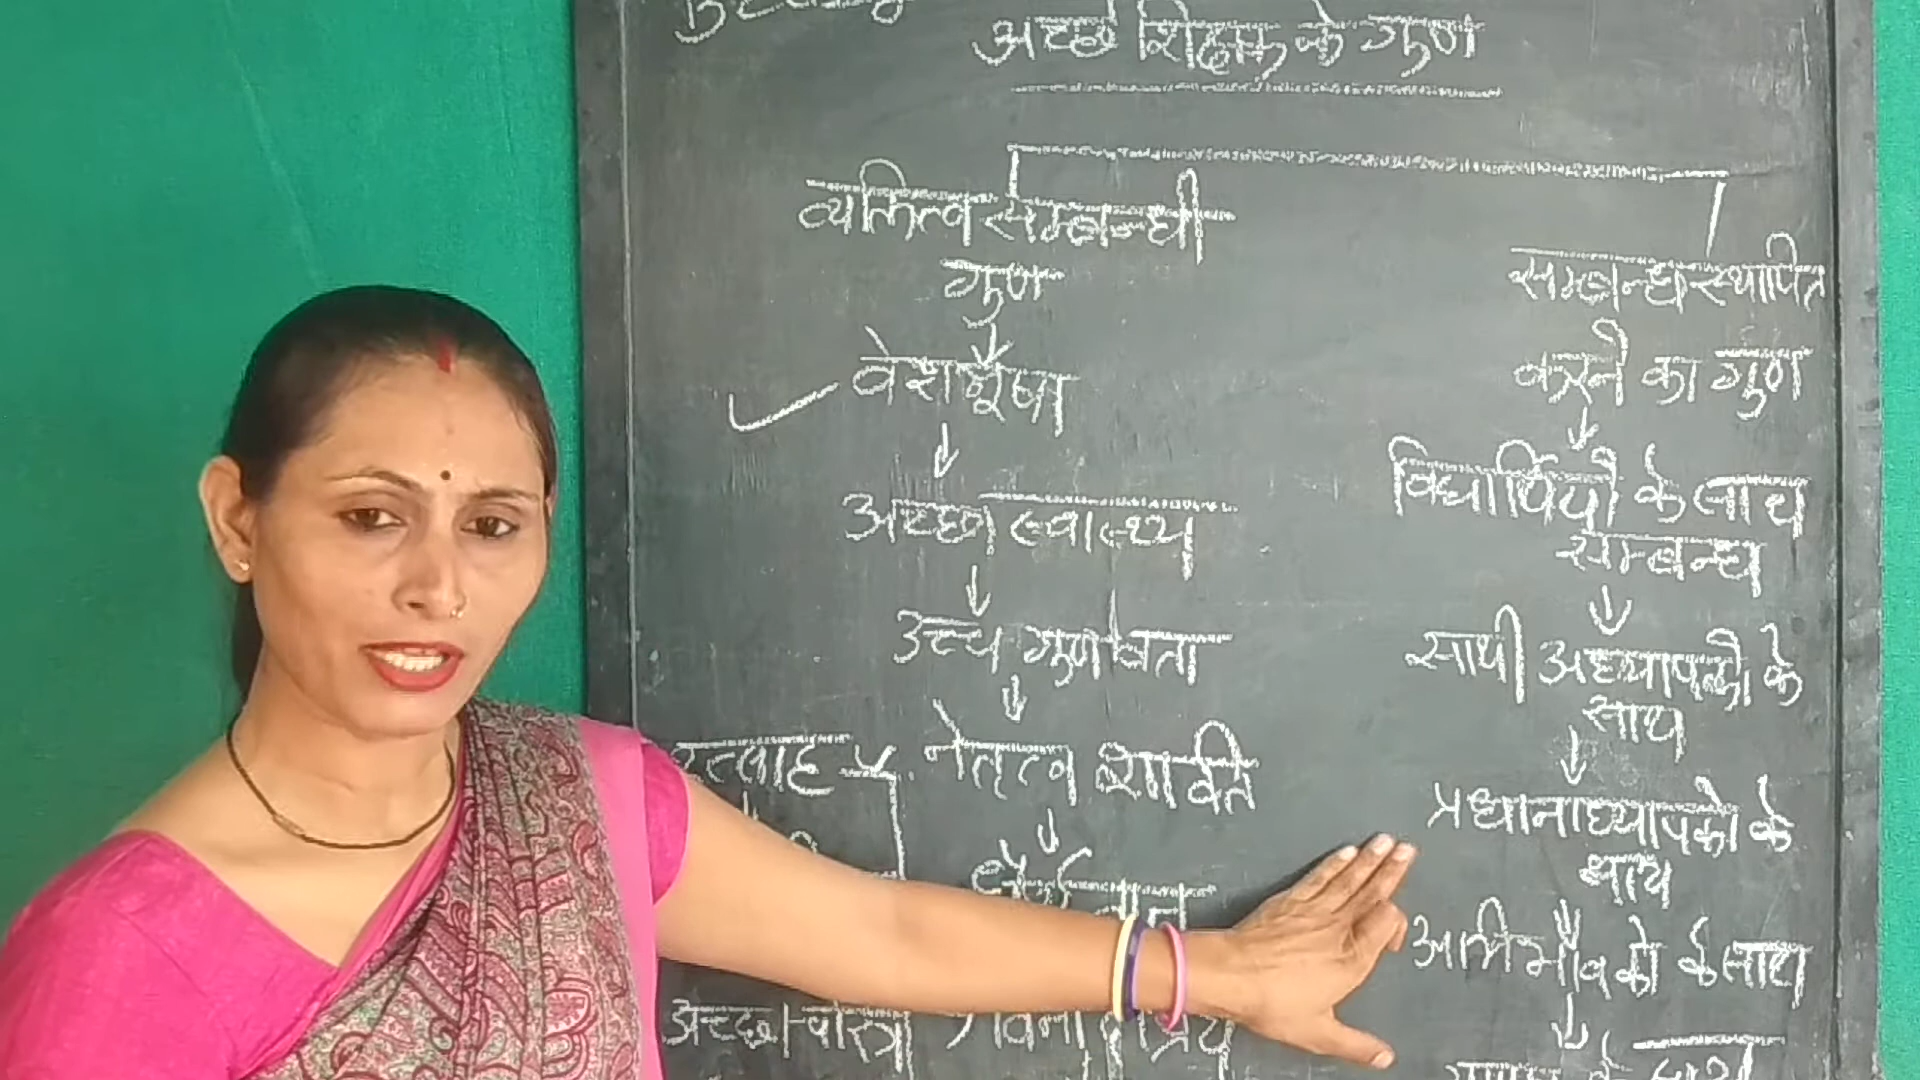 अच्छे शिक्षक के गुण
व्यक्तित्व सम्बन्धी
गुण
वेशभूषा
अच्छा स्वास्थ्य
उच्च गुणवता
नेतृत्व शक्ति
उत्साह
धैर्य
अच्छा चरित्र
प्रिय
सम्बन्ध स्थापित
करने का गुण
विधार्थियों के साथ
सम्बन्ध
साथी अध्यापकों के
साथ
प्रधानाध्यापकों के
साथ
अभिभावकों के साथ